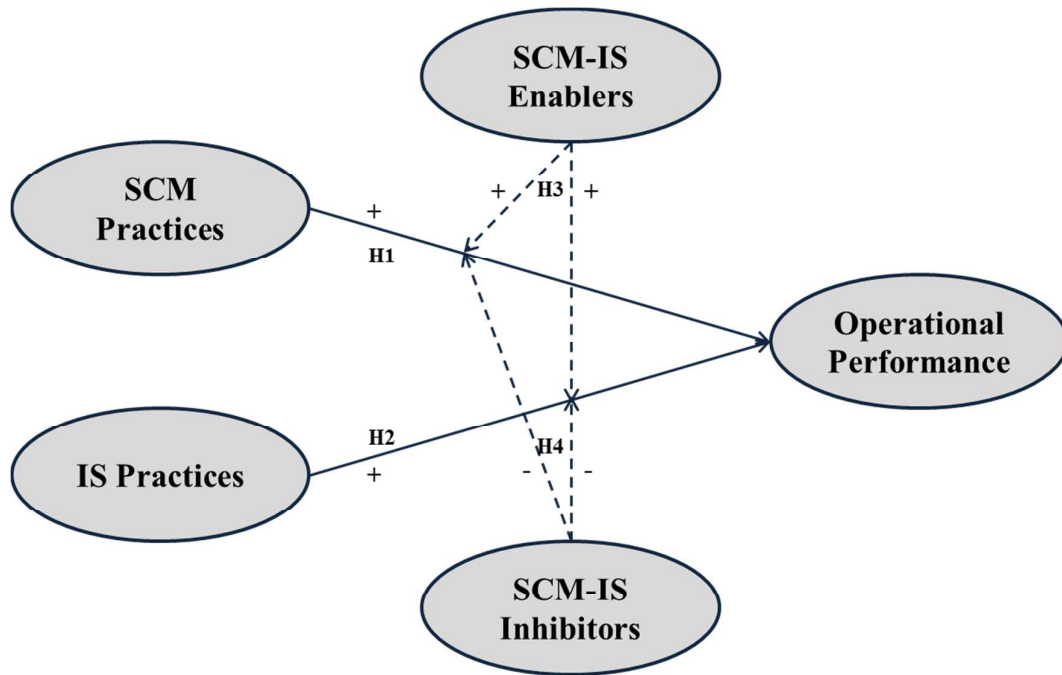 SCM-IS
Enablers
SCM
Practices
+
H3
+
+
H1
Operational
Performance
H2
+
IS Practices
H4
-
-
SCM-IS
Inhibitors